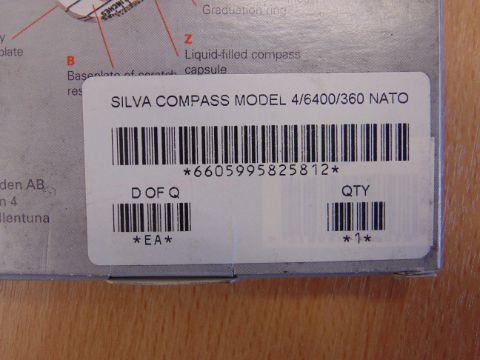 Graduation ring
Z
Liquid-filled compass
capsule
plate
B
Baseplate of scratch
SILVA COMPASS MODEL 4/6400/360 NATO
*6605995825812*
D OF Q
QTY
*EA*
*1*
den AB
n 4
llentuna
INCHES